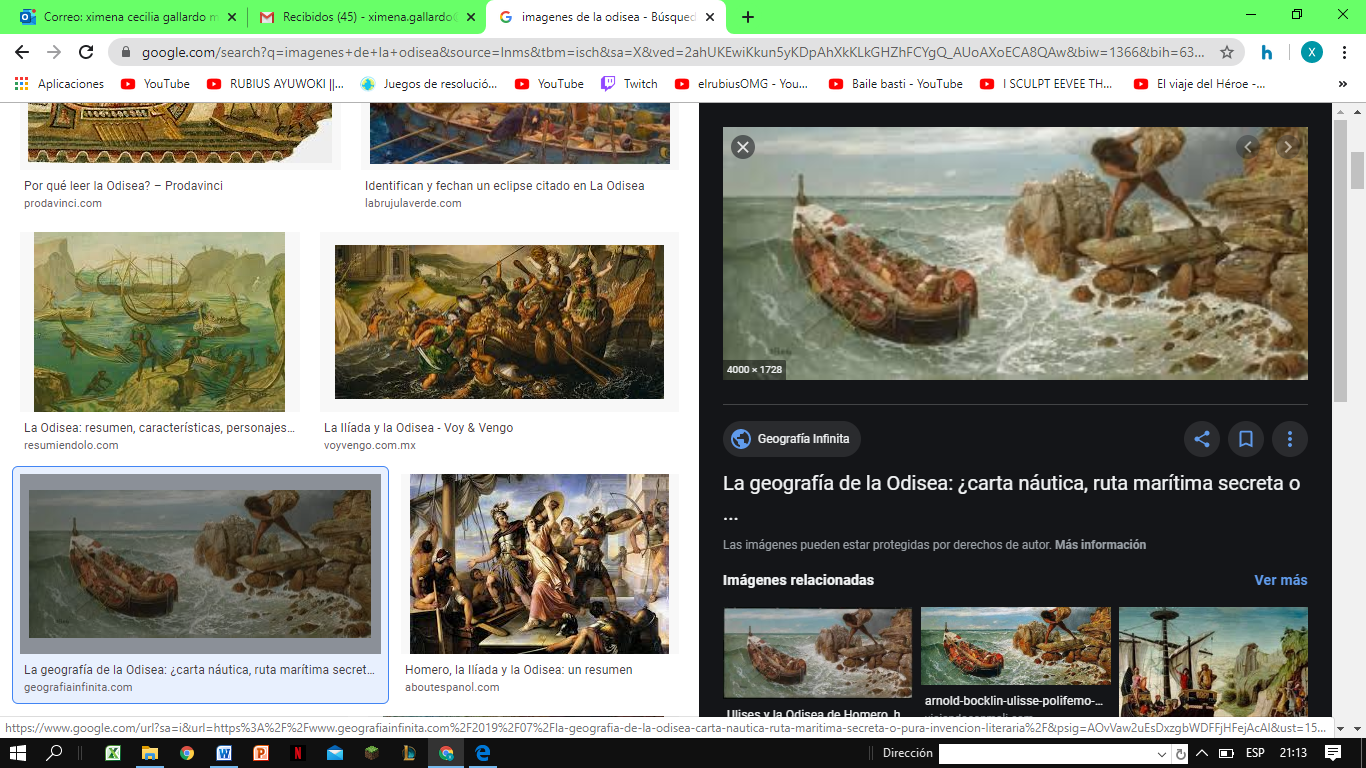 Correo: ximena cecilia gallardo m
Recibidos (45) - ximena.gallardo
imagenes de la odisea - Búsqued
google.com/search?q=imagenes+de+la+odisea&source=lnms&tbm=isch&sa=X&ved=2ahUKEwiKkun5yKDpAhXkKLkGHZhFCYgQ_AUoAXoECA8QAw&biw=1366&bih=63...
h
X
Aplicaciones
YouTube
RUBIUS AYUWOKI ||...
Juegos de resolució...
YouTube
Twitch
elrubiusOMG - You...
Baile basti - YouTube
I SCULPT EEVEE TH...
El viaje del Héroe -...
»
Por qué leer la Odisea? – Prodavinci
prodavinci.com
Identifican y fechan un eclipse citado en La Odisea
labrujulaverde.com
La Odisea: resumen, características, personajes...
resumiendolo.com
La Ilíada y la Odisea - Voy & Vengo
voyvengo.com.mx
La geografía de la Odisea: ¿carta náutica, ruta marítima secret...
geografiainfinita.com
Homero, la Ilíada y la Odisea: un resumen
aboutespanol.com
4000 × 1728
Geografía Infinita
La geografía de la Odisea: ¿carta náutica, ruta marítima secreta o
...
Las imágenes pueden estar protegidas por derechos de autor. Más información
Imágenes relacionadas
Ver más
Ulises y la Odisea de Homero, h
arnold-bocklin-ulisse-polifemo-...
https://www.google.com/url?sa=i&url=https%3A%2F%2Fwww.geografiainfinita.com%2F2019%2F07%2Fla-geografia-de-la-odisea-carta-nautica-ruta-maritima-secreta-o-pura-invencion-literaria%2F&psig=AOvVaw2uEsDxzgbWDFFjHFejAcAI&ust=15...
Dirección
ESP
21:13